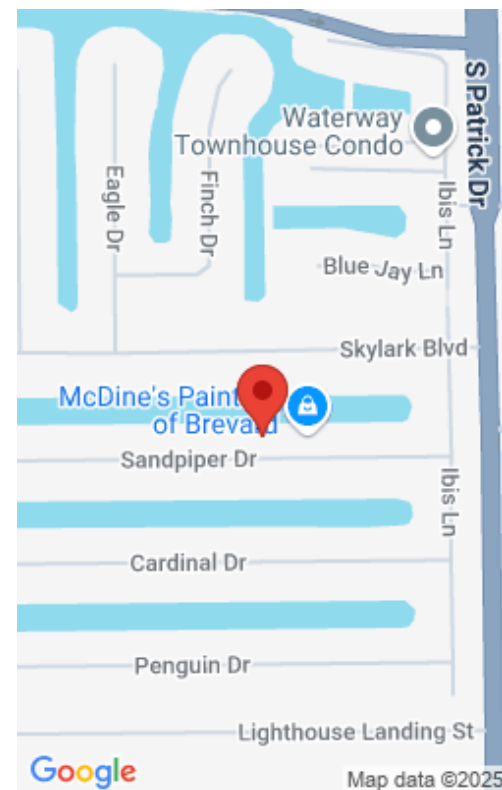 S Patrick Dr
Waterway
Townhouse Condo
Eagle Dr
Finch Dr
Ibis Ln
Blue Jay Ln
Skylark Blvd
McDine's Paint
of Brevard
Sandpiper Dr
Ibis Ln
Cardinal Dr
Penguin Dr
Lighthouse Landing St
Google
Map data ©2025